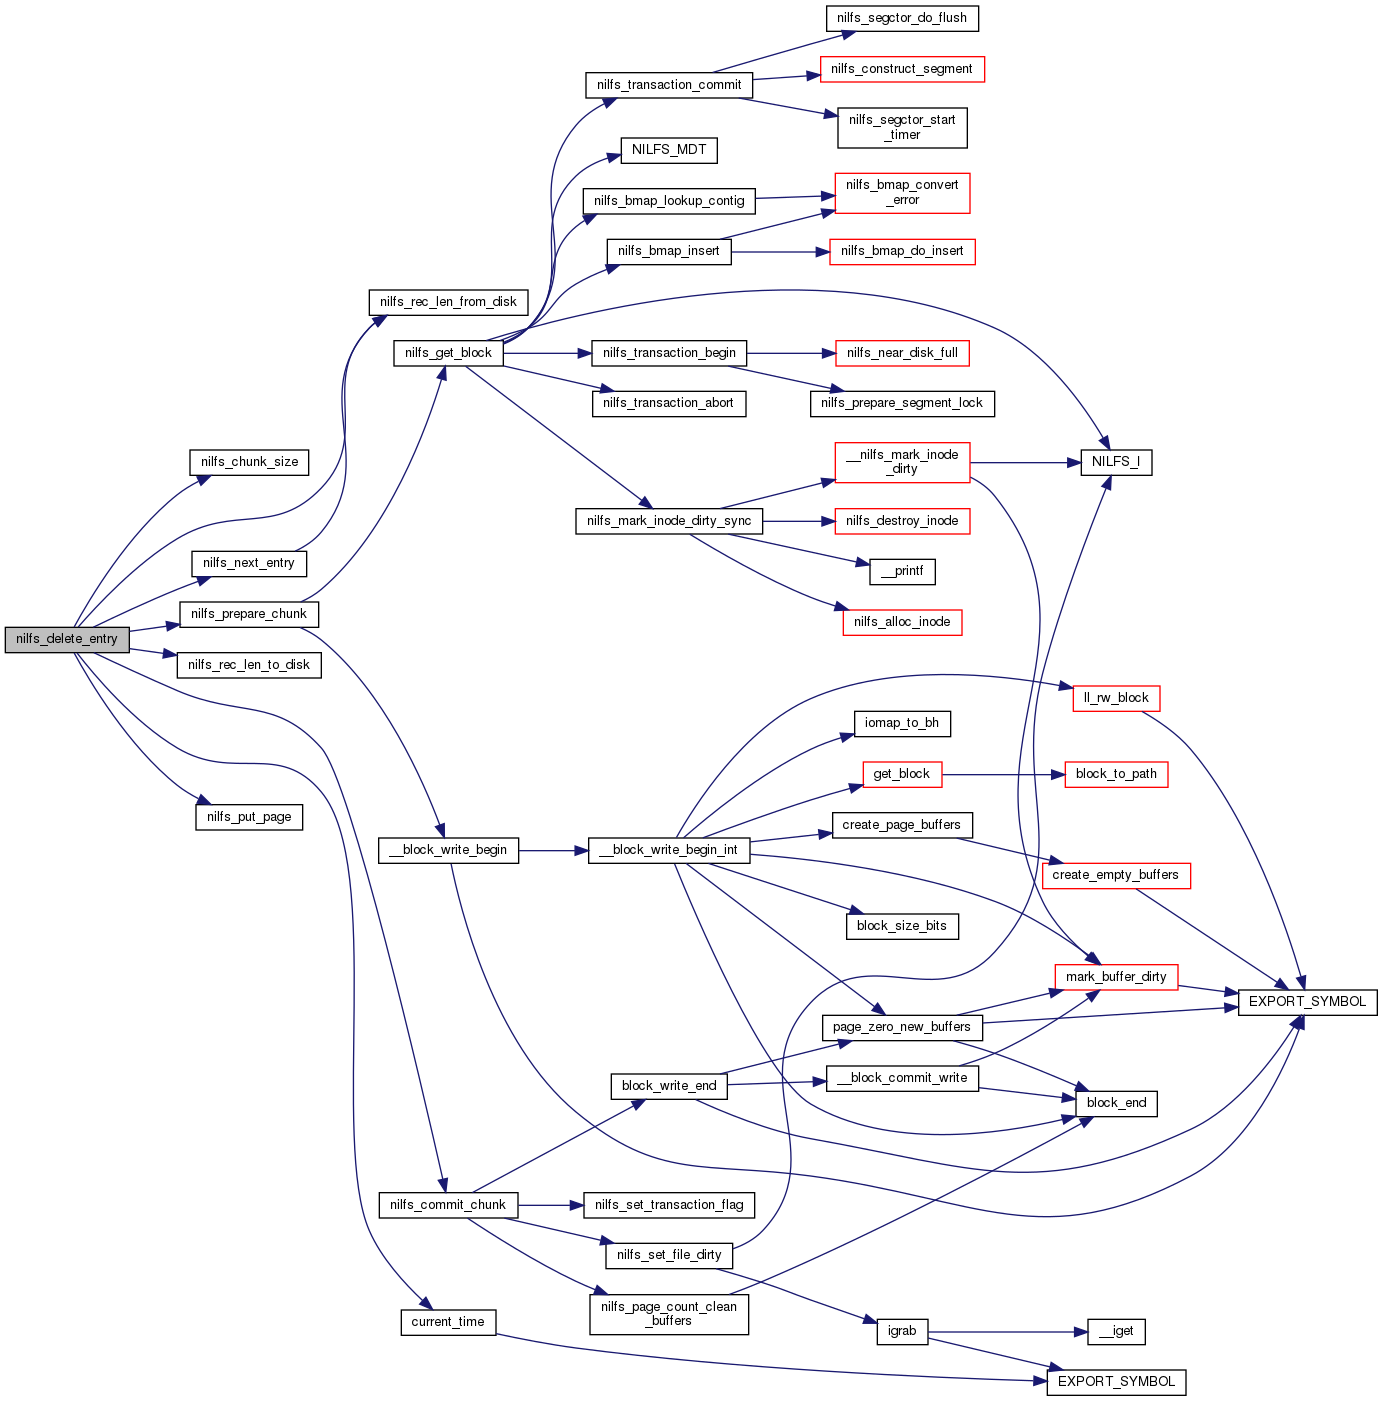 nilfs_segctor_do_flush
nilfs_construct_segment
nilfs_transaction_commit
nilfs_segctor_start
_timer
NILFS_MDT
nilfs_bmap_convert
_error
nilfs_bmap_lookup_contig
nilfs_bmap_insert
nilfs_bmap_do_insert
nilfs_rec_len_from_disk
nilfs_get_block
nilfs_transaction_begin
nilfs_near_disk_full
nilfs_transaction_abort
nilfs_prepare_segment_lock
nilfs_chunk_size
__nilfs_mark_inode
_dirty
NILFS_I
nilfs_mark_inode_dirty_sync
nilfs_destroy_inode
nilfs_next_entry
__printf
nilfs_prepare_chunk
nilfs_alloc_inode
nilfs_delete_entry
nilfs_rec_len_to_disk
ll_rw_block
iomap_to_bh
get_block
block_to_path
nilfs_put_page
create_page_buffers
__block_write_begin
__block_write_begin_int
create_empty_buffers
block_size_bits
mark_buffer_dirty
EXPORT_SYMBOL
page_zero_new_buffers
block_write_end
__block_commit_write
block_end
nilfs_commit_chunk
nilfs_set_transaction_flag
nilfs_set_file_dirty
nilfs_page_count_clean
_buffers
current_time
igrab
__iget
EXPORT_SYMBOL